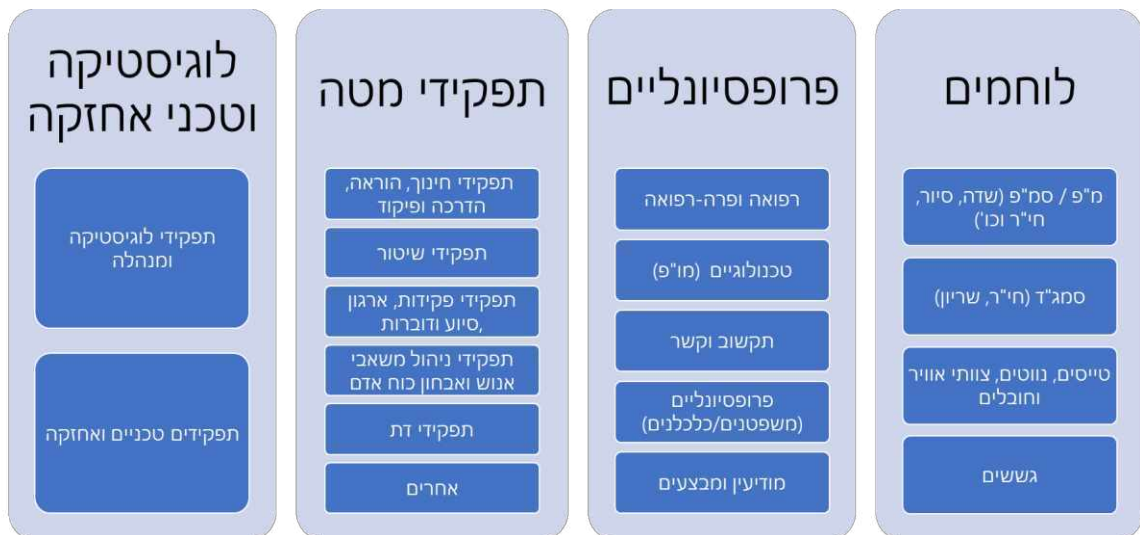 לוחמים
מ"פ / סמ"פ (שדה, סיור,
חי"ר וכו')
סמג"ד (חי"ר, שריון)
טייסים, נווטים, צוותי אוויר
וחובלים
גששים
פרופסיונליים
רפואה ופרה-רפואה
טכנולוגיים (מו"פ)
תקשוב וקשר
פרופסיונליים
(משפטנים/כלכלנים)
מודיעין ומבצעים
תפקידי מטה
תפקידי חינוך, הוראה,
הדרכה ופיקוד
תפקידי שיטור
תפקידי פקידות, ארגון
,סיוע ודוברות
תפקידי ניהול משאבי
אנוש ואבחון כוח אדם
תפקידי דת
אחרים
לוגיסטיקה
וטכני אחזקה
תפקידי לוגיסטיקה
ומנהלה
תפקידים טכניים ואחזקה